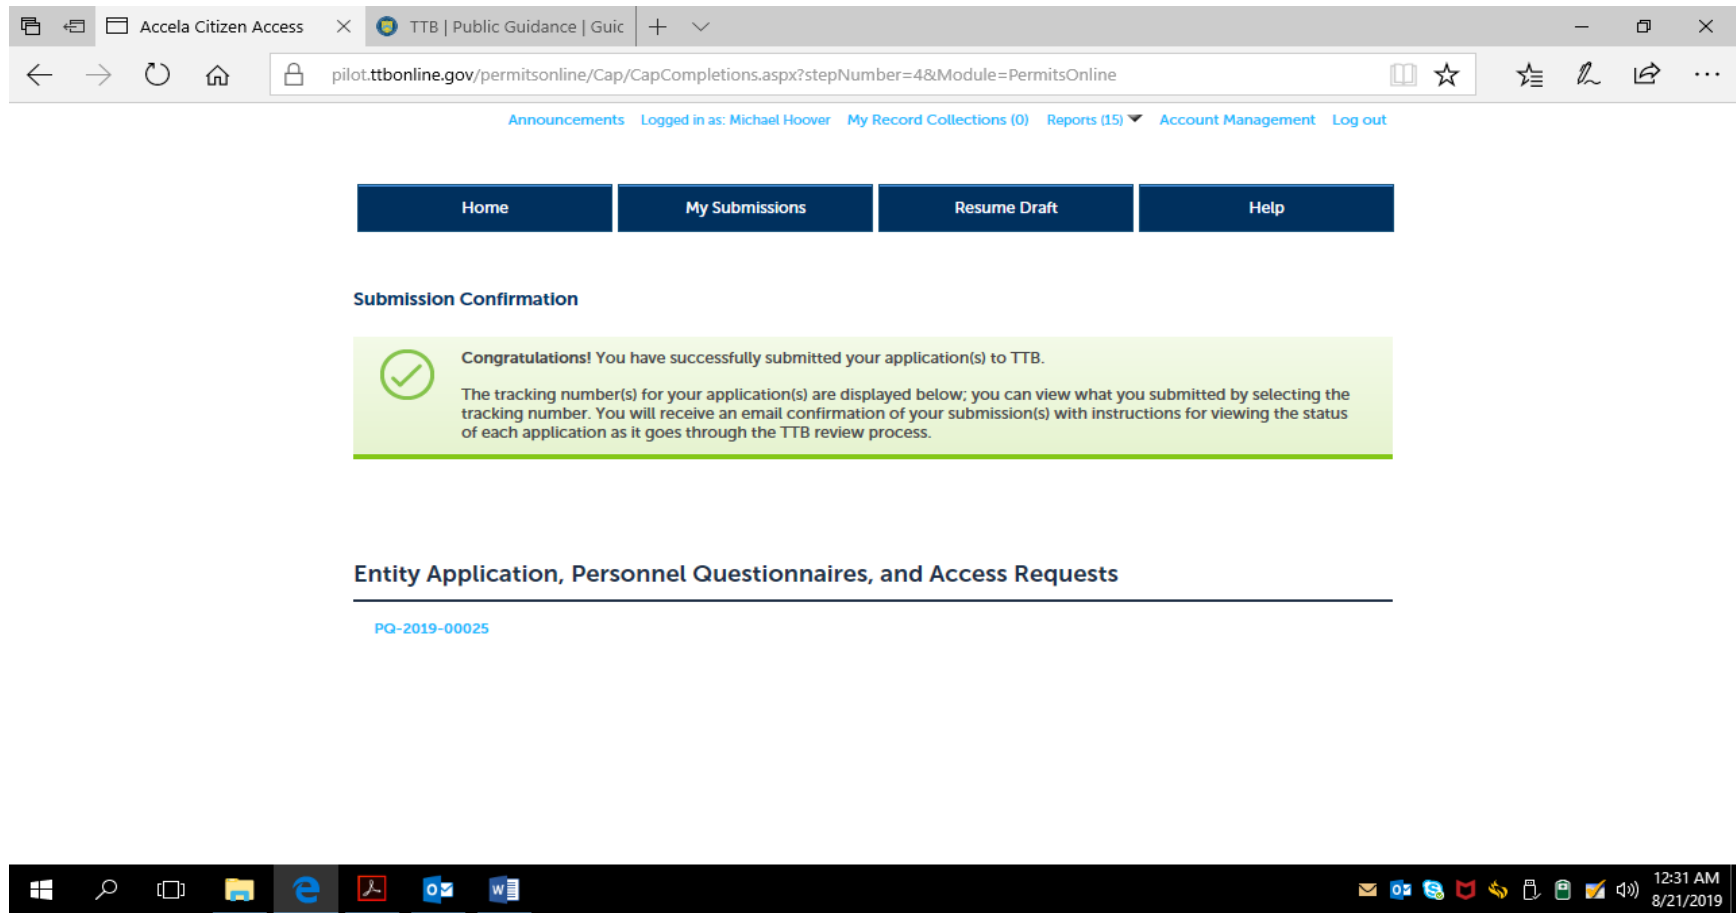 Accela Citizen Access
TTB | Public Guidance | Guic
pilot.ttbonline.gov/permitsonline/Cap/CapCompletions.aspx?stepNumber=4&Module=PermitsOnline
Announcements Logged in as: Michael Hoover My Record Collections (0) Reports (15) Account Management Log out
Home My Submissions Resume Draft Help
Submission Confirmation
Congratulations! You have successfully submitted your application(s) to TTB.
The tracking number(s) for your application(s) are displayed below; you can view what you submitted by selecting the
tracking number. You will receive an email confirmation of your submission(s) with instructions for viewing the status
of each application as it goes through the TTB review process.
Entity Application, Personnel Questionnaires, and Access Requests
PQ-2019-00025
12:31 AM
8/21/2019